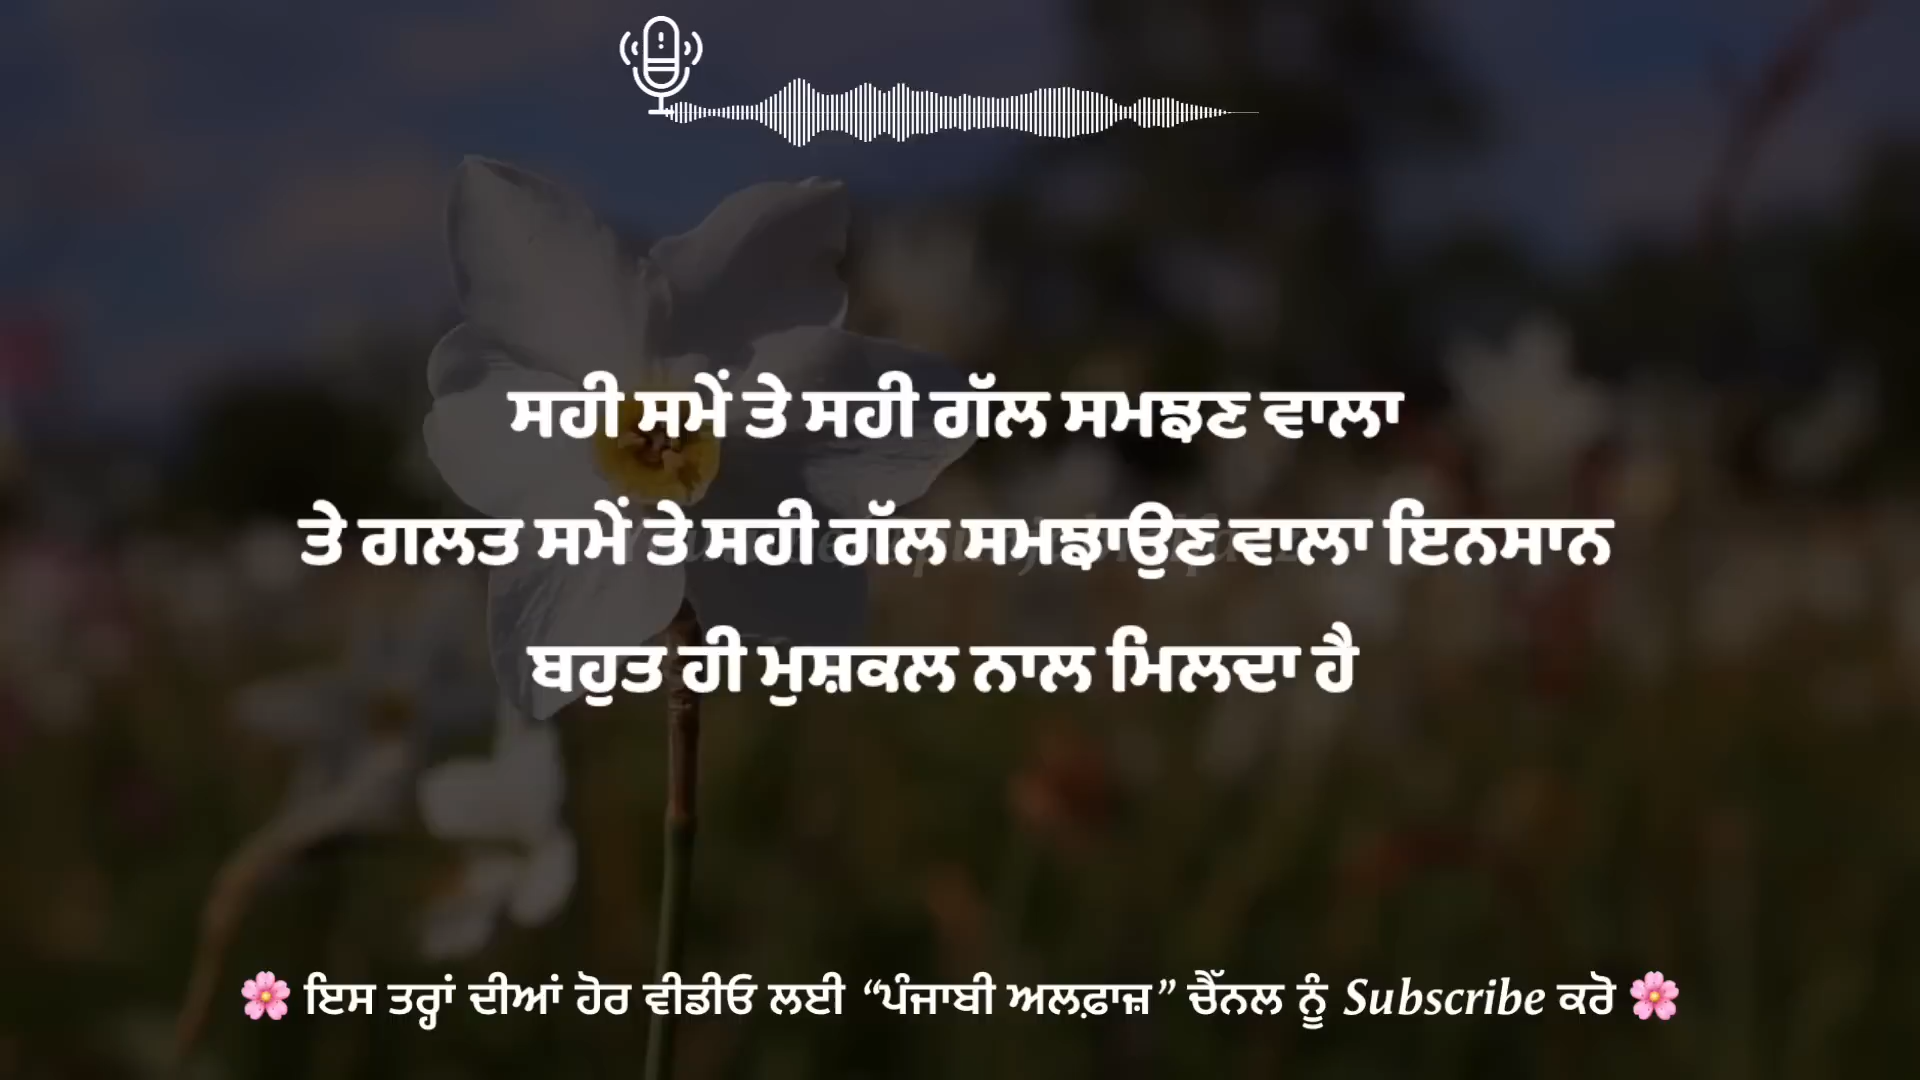 ਸਹੀ ਸਮੇਂ ਤੇ ਸਹੀ ਗੱਲ ਸਮਝਣ ਵਾਲਾ
ਤੇ ਗਲਤ ਸਮੇਂ ਤੇ ਸਹੀ ਗੱਲ ਸਮਝਾਉਣ ਵਾਲਾ ਇਨਸਾਨ
ਬਹੁਤ ਹੀ ਮੁਸ਼ਕਲ ਨਾਲ ਮਿਲਦਾ ਹੈ
🌸 ਇਸ ਤਰ੍ਹਾਂ ਦੀਆਂ ਹੋਰ ਵੀਡੀਓ ਲਈ “ਪੰਜਾਬੀ ਅਲਫ਼ਾਜ਼” ਚੈੱਨਲ ਨੂੰ Subscribe ਕਰੋ 🌸